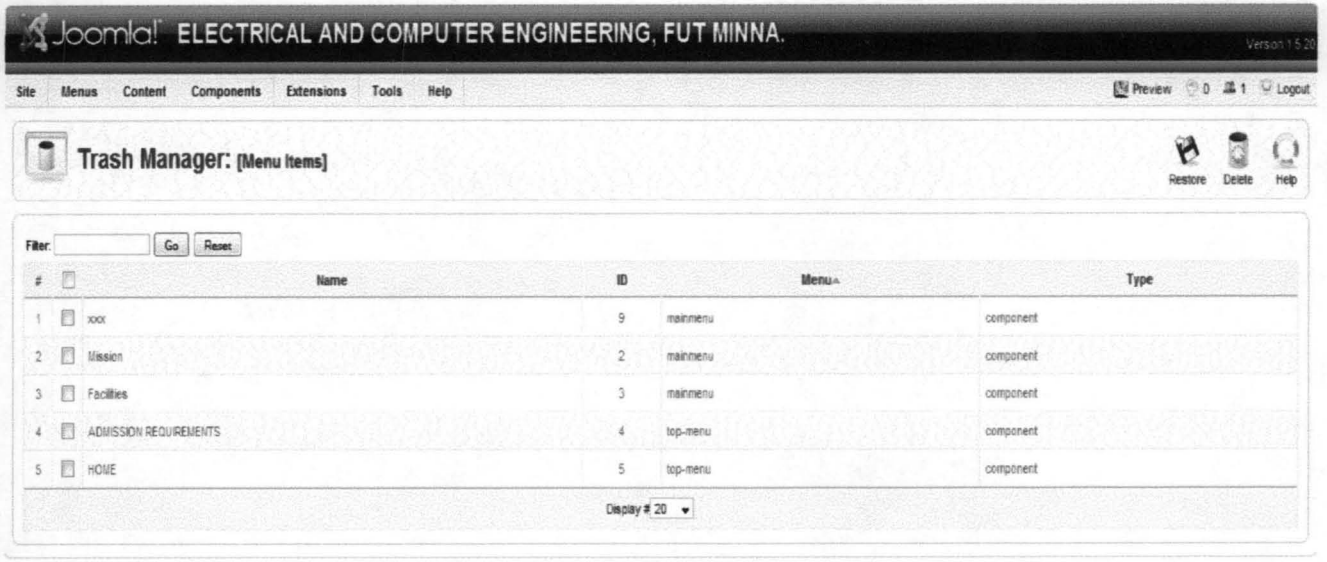 Joomla! ELECTRICAL AND COMPUTER ENGINEERING, FUT MINNA.
Version 1.5.20
Site Menus Content Components Extensions Tools Help Preview 0 1 Logout
Trash Manager: [Menu Items]
Restore Delete Help
Filter: Go Reset
# Name ID Menu Type
1 xxx 9 mainmenu component
2 Mission 2 mainmenu component
3 Facilities 3 mainmenu component
4 ADMISSION REQUIREMENTS 4 top-menu component
5 HOME 5 top-menu component
Display # 20